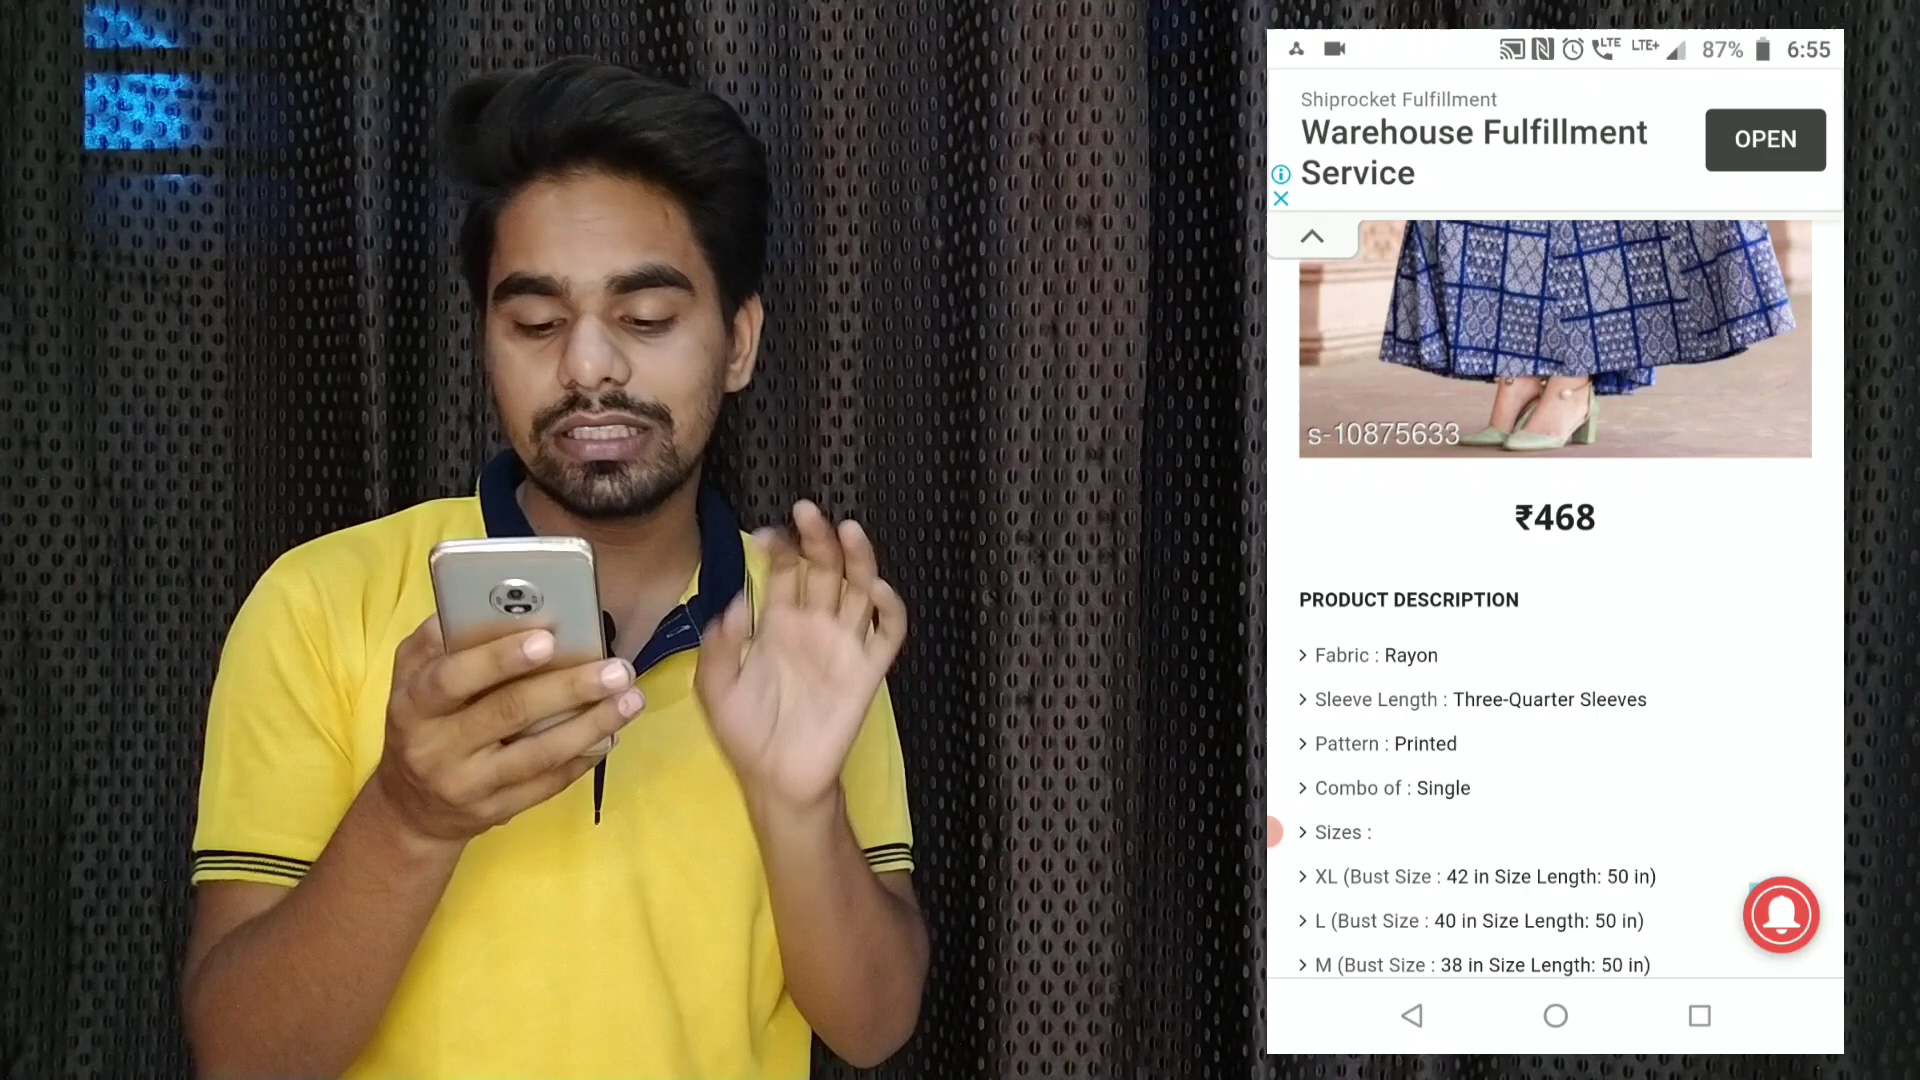 LTE LTE+ 87% 6:55
Shiprocket Fulfillment
Warehouse Fulfillment
Service
OPEN
s-10875633
₹468
PRODUCT DESCRIPTION
> Fabric : Rayon
> Sleeve Length : Three-Quarter Sleeves
> Pattern : Printed
> Combo of : Single
> Sizes :
> XL (Bust Size : 42 in Size Length: 50 in)
> L (Bust Size : 40 in Size Length: 50 in)
> M (Bust Size : 38 in Size Length: 50 in)